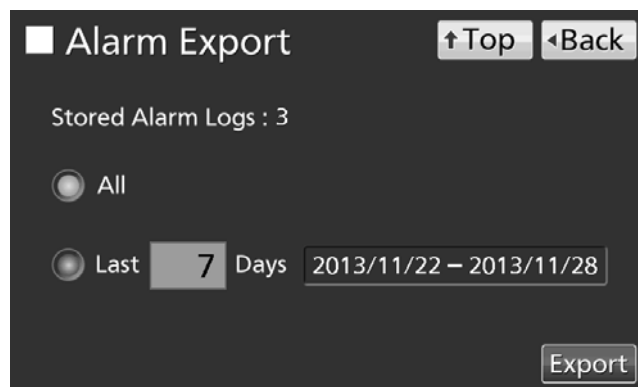 Alarm Export
↑Top
◂Back
Stored Alarm Logs : 3
All
Last 7 Days 2013/11/22 – 2013/11/28
Export